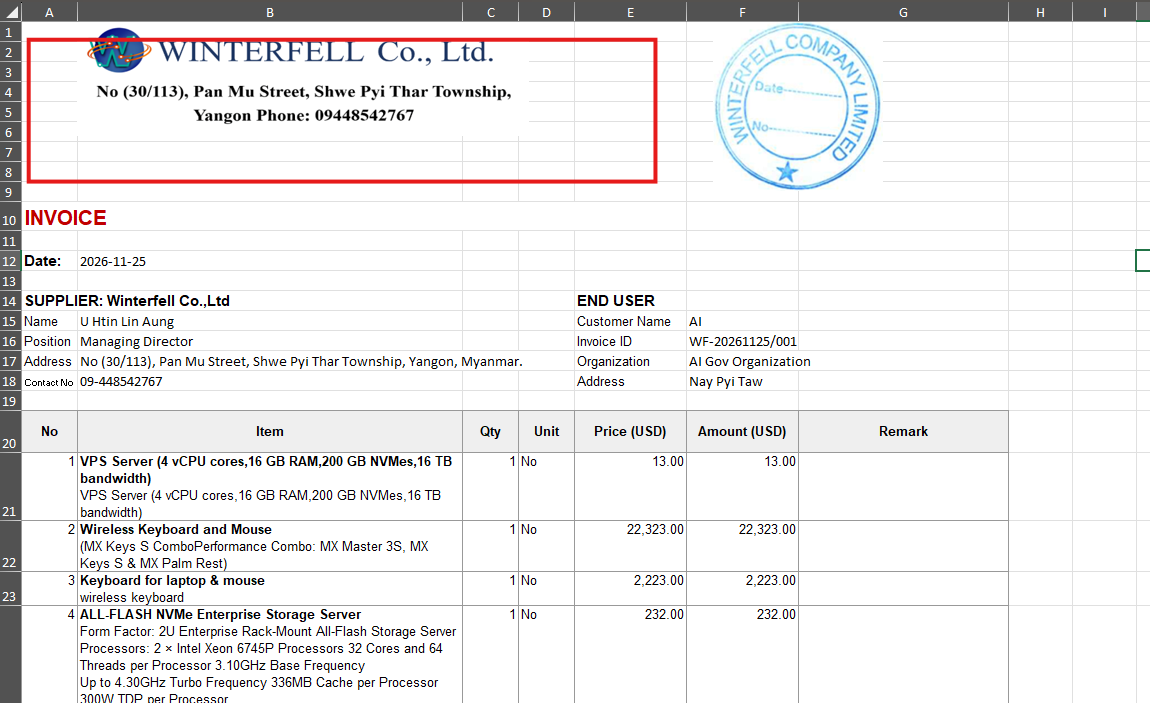 A B C D E F G H I
1
2
3
4
5
6
7
8
9
10
11
12
13
14
15
16
17
18
19
20
21
22
23
WINTERFELL Co., Ltd.
No (30/113), Pan Mu Street, Shwe Pyi Thar Township,
Yangon Phone: 09448542767
WINTERFELL COMPANY LIMITED
Date
No
INVOICE
Date: 2026-11-25
SUPPLIER: Winterfell Co.,Ltd END USER
Name U Htin Lin Aung Customer Name AI
Position Managing Director Invoice ID WF-20261125/001
Address No (30/113), Pan Mu Street, Shwe Pyi Thar Township, Yangon, Myanmar. Organization AI Gov Organization
Contact No 09-448542767 Address Nay Pyi Taw
No Item Qty Unit Price (USD) Amount (USD) Remark
1 VPS Server (4 vCPU cores,16 GB RAM,200 GB NVMes,16 TB 1 No 13.00 13.00
bandwidth)
VPS Server (4 vCPU cores,16 GB RAM,200 GB NVMes,16 TB
bandwidth)
2 Wireless Keyboard and Mouse 1 No 22,323.00 22,323.00
(MX Keys S ComboPerformance Combo: MX Master 3S, MX
Keys S & MX Palm Rest)
3 Keyboard for laptop & mouse 1 No 2,223.00 2,223.00
wireless keyboard
4 ALL-FLASH NVMe Enterprise Storage Server 1 No 232.00 232.00
Form Factor: 2U Enterprise Rack-Mount All-Flash Storage Server
Processors: 2 × Intel Xeon 6745P Processors 32 Cores and 64
Threads per Processor 3.10GHz Base Frequency
Up to 4.30GHz Turbo Frequency 336MB Cache per Processor
300W TDP per Processor